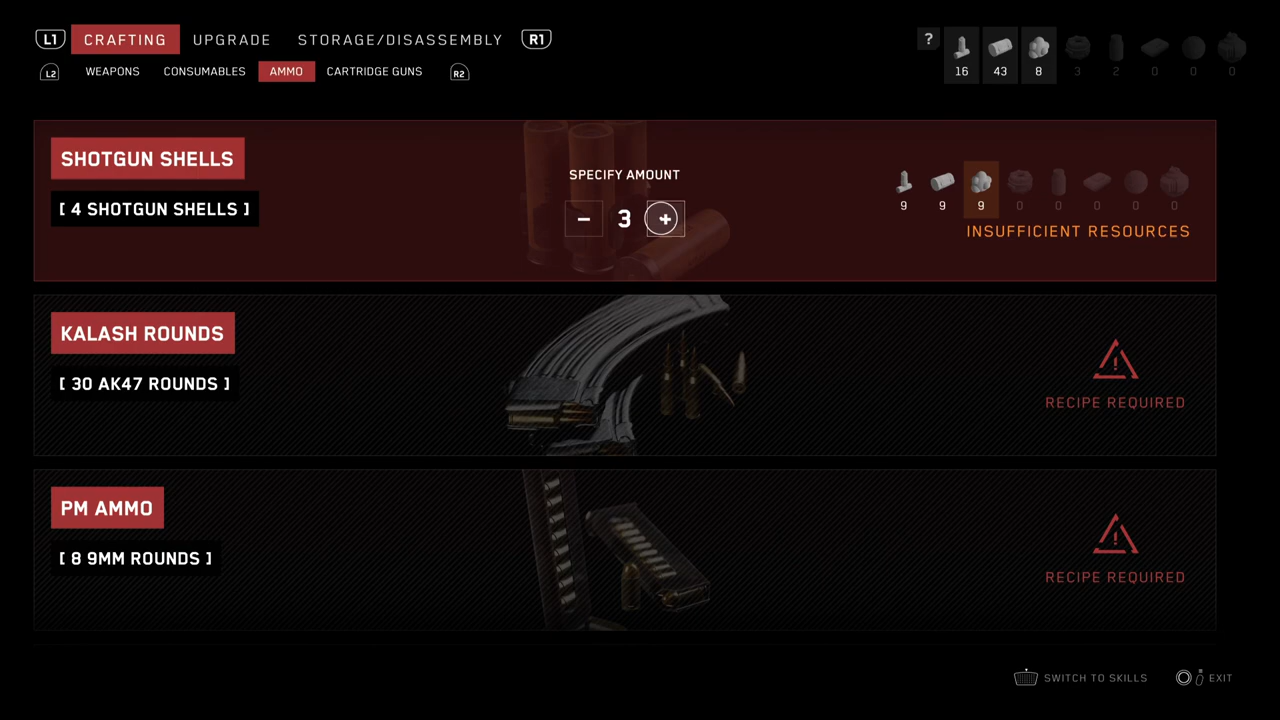 L1 CRAFTING UPGRADE STORAGE/DISASSEMBLY R1
L2 WEAPONS CONSUMABLES AMMO CARTRIDGE GUNS R2
?
16 43 8 3 2 0 0 0
SHOTGUN SHELLS
[ 4 SHOTGUN SHELLS ]
SPECIFY AMOUNT
− 3 +
9 9 9 0 0 0 0 0
INSUFFICIENT RESOURCES
KALASH ROUNDS
[ 30 AK47 ROUNDS ]
RECIPE REQUIRED
PM AMMO
[ 8 9MM ROUNDS ]
RECIPE REQUIRED
SWITCH TO SKILLS EXIT